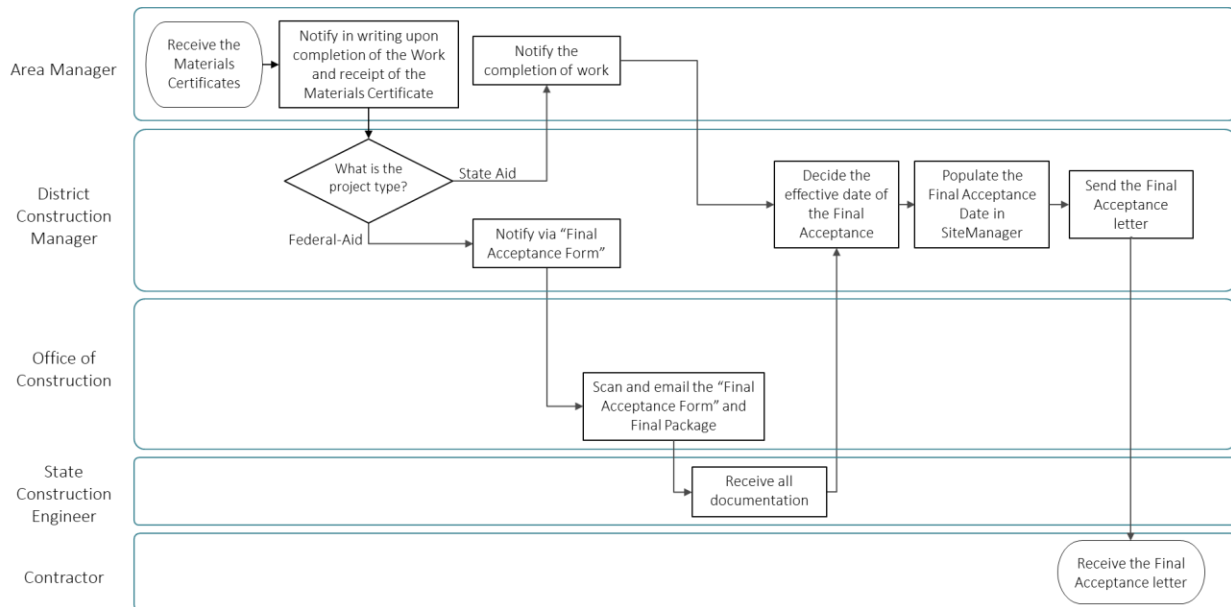 Area Manager
Receive the
Materials
Certificates
Notify in writing upon
completion of the Work
and receipt of the
Materials Certificate
Notify the
completion of work
District
Construction
Manager
What is the
project type?
State Aid
Federal-Aid
Notify via “Final
Acceptance Form”
Decide the
effective date of
the Final
Acceptance
Populate the
Final Acceptance
Date in
SiteManager
Send the Final
Acceptance
letter
Office of
Construction
Scan and email the “Final
Acceptance Form” and
Final Package
State
Construction
Engineer
Receive all
documentation
Contractor
Receive the Final
Acceptance letter